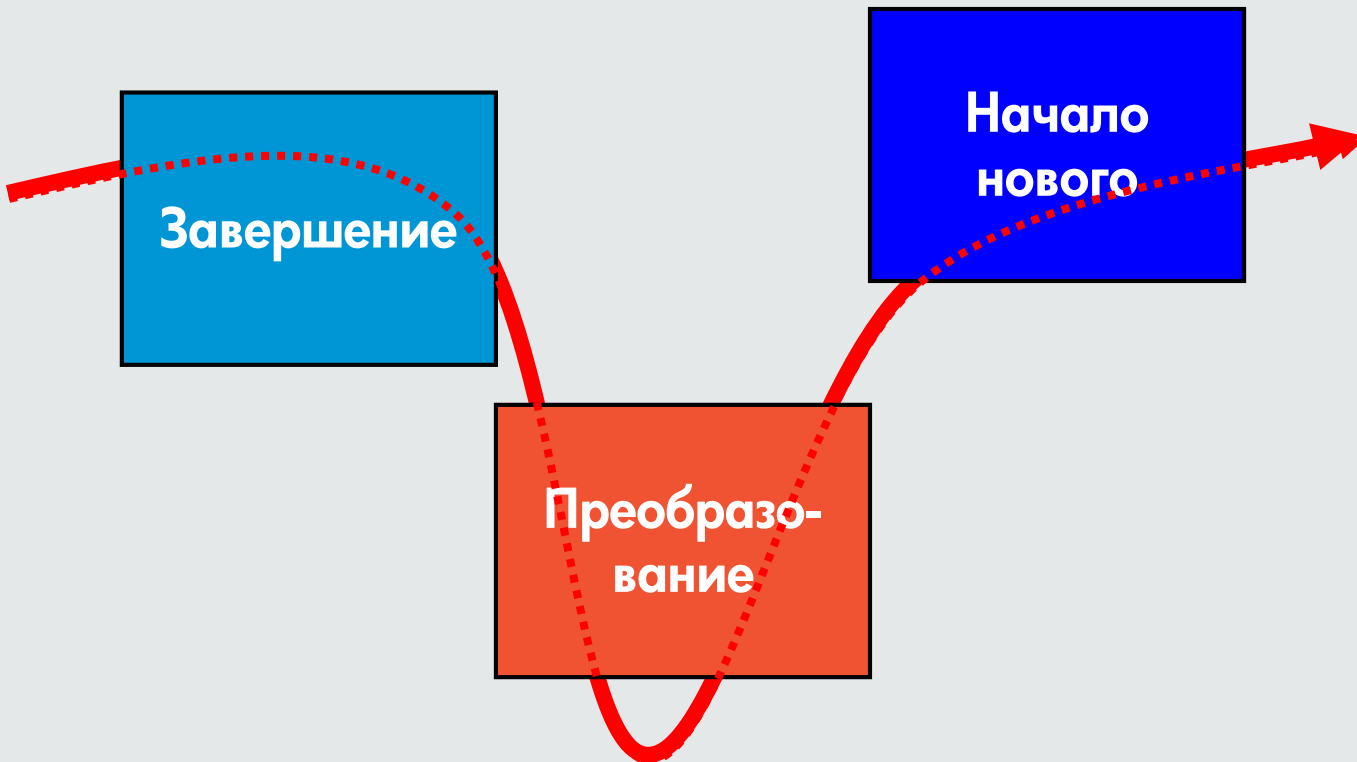 Завершение
Преобразо-
вание
Начало
нового